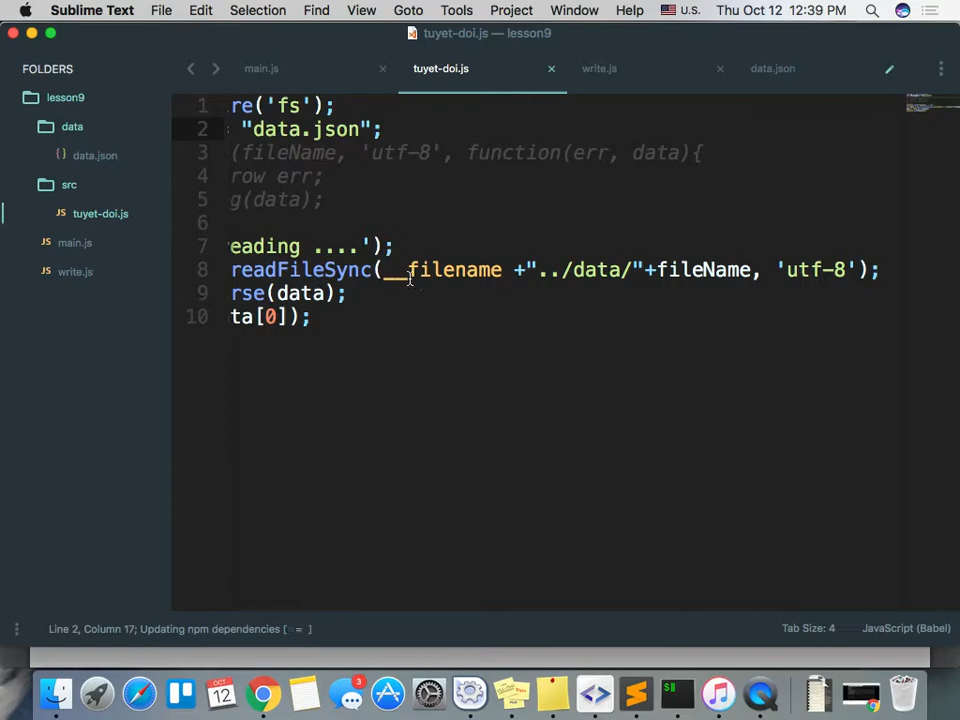 Sublime Text File Edit Selection Find View Goto Tools Project Window Help U.S. Thu Oct 12 12:39 PM
tuyet-doi.js — lesson9
FOLDERS
lesson9
data
data.json
src
tuyet-doi.js
main.js
write.js
main.js tuyet-doi.js write.js data.json
1 re('fs');
2 "data.json";
3 (fileName, 'utf-8', function(err, data){
4 row err;
5 g(data);
6
7 eading ....');
8 readFileSync(__filename +"../data/"+fileName, 'utf-8');
9 rse(data);
10 ta[0]);
Line 2, Column 17; Updating npm dependencies [ = ] Tab Size: 4 JavaScript (Babel)
OCT
12
3
$